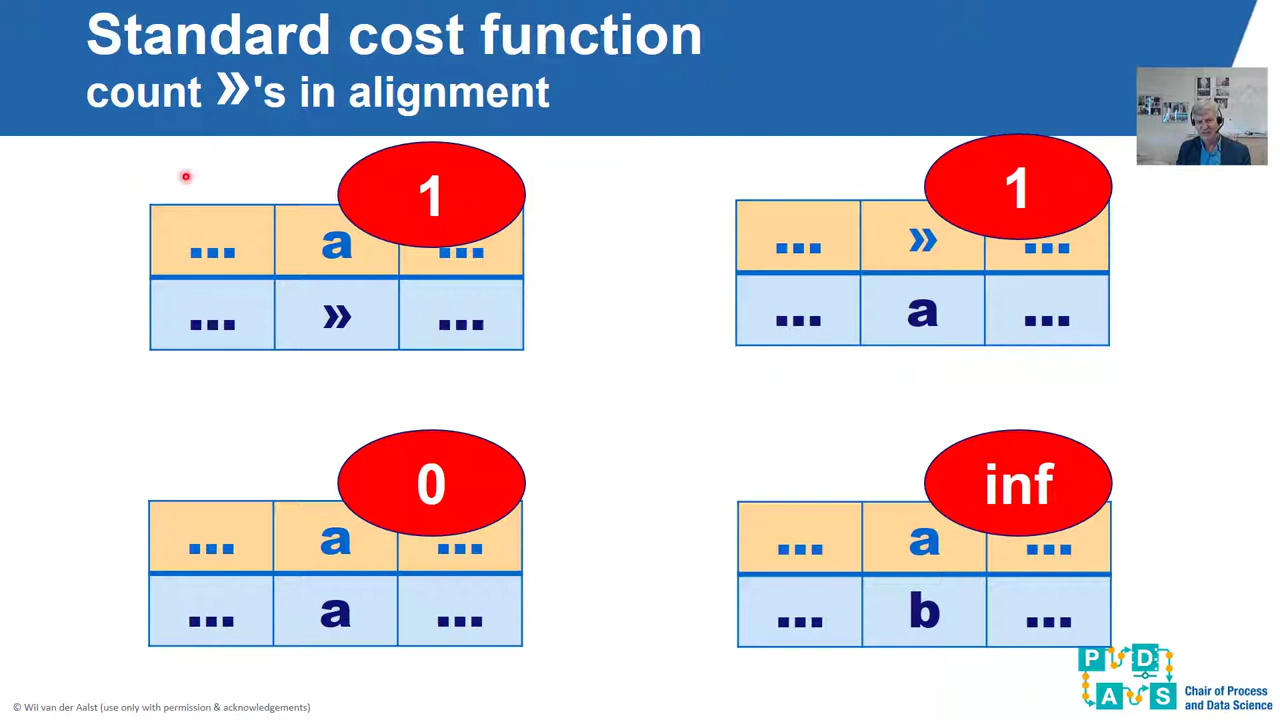 Standard cost function
count »'s in alignment
1
... a ...
... » ...
1
... » ...
... a ...
0
... a ...
... a ...
inf
... a ...
... b ...
P D
A S
Chair of Process
and Data Science
© Wil van der Aalst (use only with permission & acknowledgements)